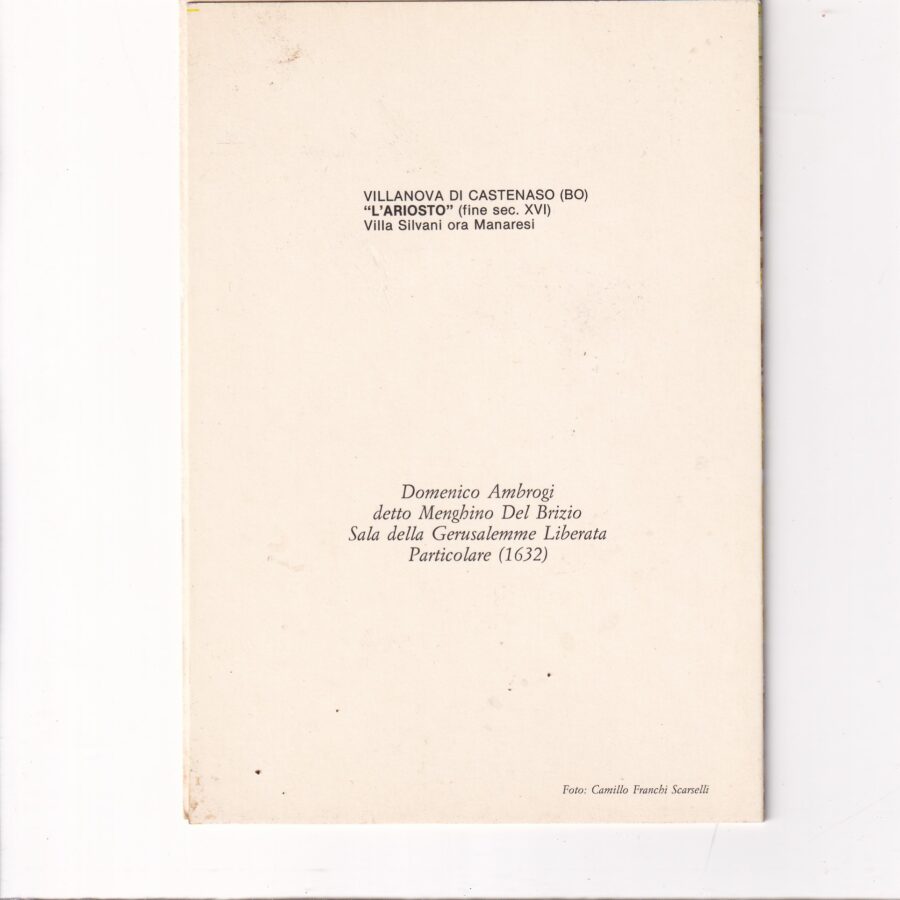 VILLANOVA DI CASTENASO (BO)
“L'ARIOSTO” (fine sec. XVI)
Villa Silvani ora Manaresi
Domenico Ambrogi
detto Menghino Del Brizio
Sala della Gerusalemme Liberata
Particolare (1632)
Foto: Camillo Franchi Scarselli